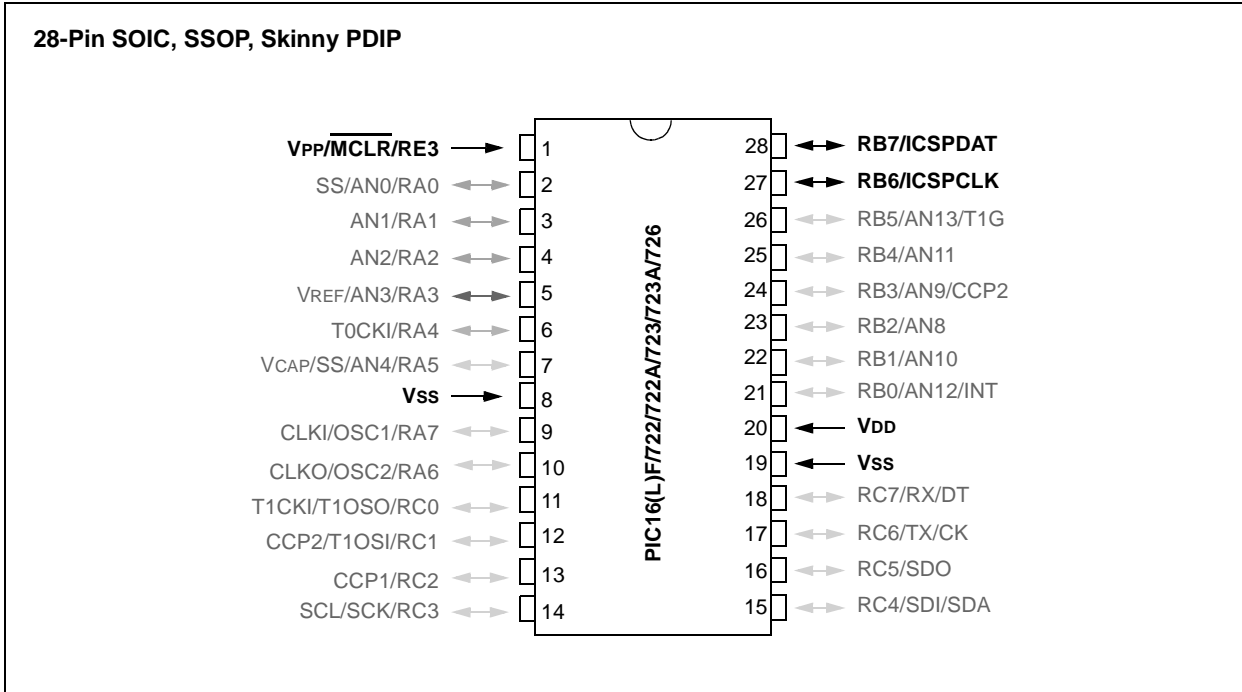 28-Pin SOIC, SSOP, Skinny PDIP
VPP/MCLR/RE3 1
SS/AN0/RA0 2
AN1/RA1 3
AN2/RA2 4
VREF/AN3/RA3 5
T0CKI/RA4 6
VCAP/SS/AN4/RA5 7
VSS 8
CLKI/OSC1/RA7 9
CLKO/OSC2/RA6 10
T1CKI/T1OSO/RC0 11
CCP2/T1OSI/RC1 12
CCP1/RC2 13
SCL/SCK/RC3 14
PIC16(L)F/722/722A/723/723A/726
28 RB7/ICSPDAT
27 RB6/ICSPCLK
26 RB5/AN13/T1G
25 RB4/AN11
24 RB3/AN9/CCP2
23 RB2/AN8
22 RB1/AN10
21 RB0/AN12/INT
20 VDD
19 VSS
18 RC7/RX/DT
17 RC6/TX/CK
16 RC5/SDO
15 RC4/SDI/SDA